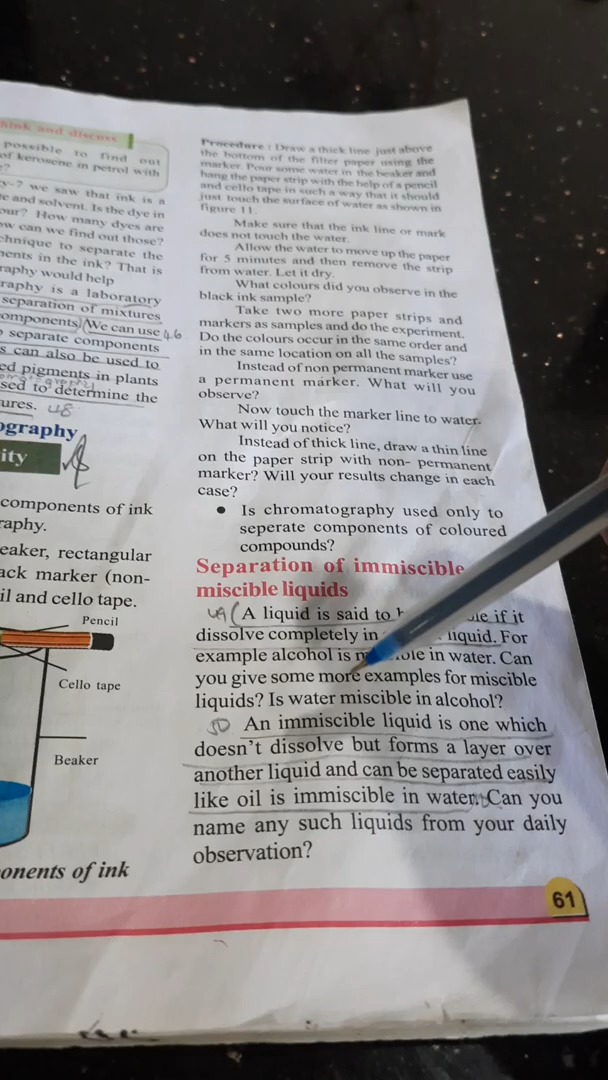 think and discuss
possible to find out
of kerosene in petrol with
y-7 we saw that ink is a
e and solvent. Is the dye in
our? How many dyes are
ow can we find out those?
chnique to separate the
nents in the ink? That is
raphy would help
raphy is a laboratory
separation of mixtures
omponents. We can use 46
separate components
s can also be used to
ed pigments in plants
sed to determine the
ures. 48
ography
ity
components of ink
raphy.
eaker, rectangular
ack marker (non-
il and cello tape.
Pencil
Cello tape
Beaker
onents of ink
Procedure : Draw a thick line just above
the bottom of the filter paper using the
marker. Pour some water in the beaker and
hang the paper strip with the help of a pencil
and cello tape in such a way that it should
just touch the surface of water as shown in
figure 11.
Make sure that the ink line or mark
does not touch the water.
Allow the water to move up the paper
for 5 minutes and then remove the strip
from water. Let it dry.
What colours did you observe in the
black ink sample?
Take two more paper strips and
markers as samples and do the experiment.
Do the colours occur in the same order and
in the same location on all the samples?
Instead of non permanent marker use
a permanent marker. What will you
observe?
Now touch the marker line to water.
What will you notice?
Instead of thick line, draw a thin line
on the paper strip with non- permanent
marker? Will your results change in each
case?
• Is chromatography used only to
seperate components of coloured
compounds?
Separation of immiscible
miscible liquids
49 (A liquid is said to if it
dissolve completely in liquid. For
example alcohol is in water. Can
you give some more examples for miscible
liquids? Is water miscible in alcohol?
50 An immiscible liquid is one which
doesn't dissolve but forms a layer over
another liquid and can be separated easily
like oil is immiscible in water. Can you
name any such liquids from your daily
observation?
61